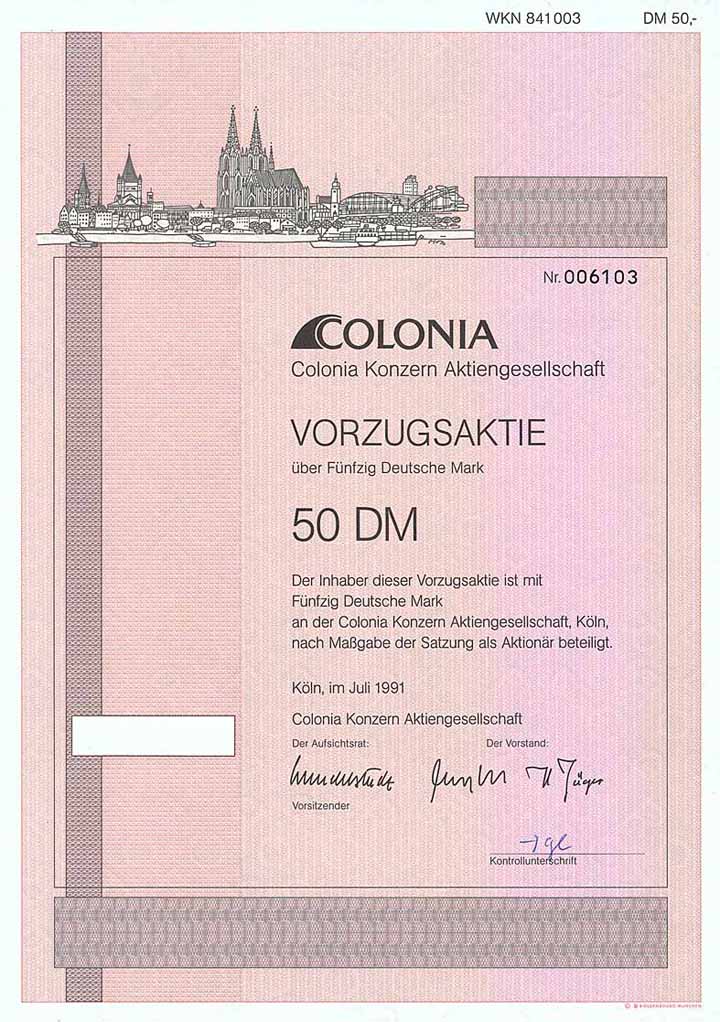 WKN 841003 DM 50,-
Nr. 006103
COLONIA
Colonia Konzern Aktiengesellschaft
VORZUGSAKTIE
über Fünfzig Deutsche Mark
50 DM
Der Inhaber dieser Vorzugsaktie ist mit
Fünfzig Deutsche Mark
an der Colonia Konzern Aktiengesellschaft, Köln,
nach Maßgabe der Satzung als Aktionär beteiligt.
Köln, im Juli 1991
Colonia Konzern Aktiengesellschaft
Der Aufsichtsrat: Der Vorstand:
Vorsitzender
Kontrollunterschrift